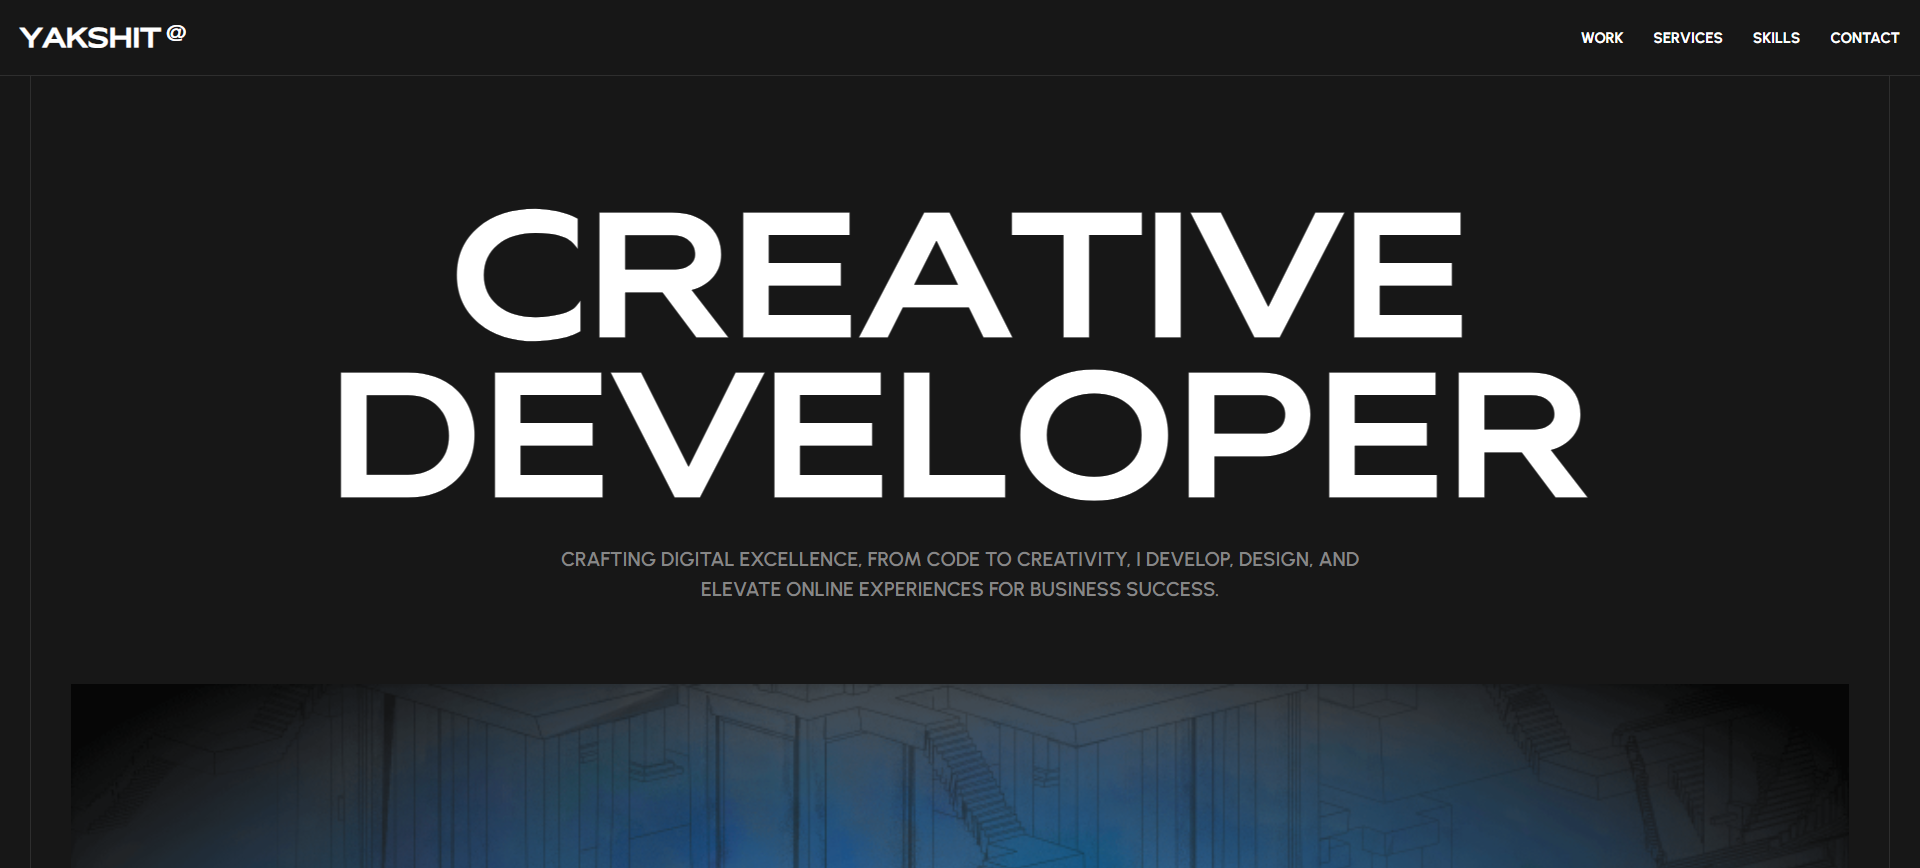 YAKSHIT @
WORK SERVICES SKILLS CONTACT
CREATIVE
DEVELOPER
CRAFTING DIGITAL EXCELLENCE, FROM CODE TO CREATIVITY, I DEVELOP, DESIGN, AND
ELEVATE ONLINE EXPERIENCES FOR BUSINESS SUCCESS.